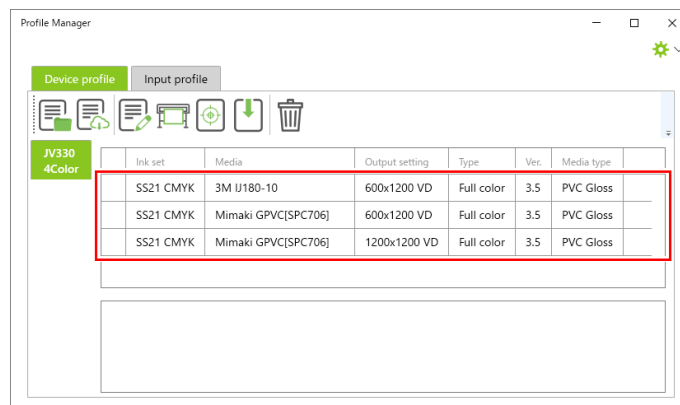 Profile Manager
Device profile Input profile
JV330
4Color
Ink set Media Output setting Type Ver. Media type
SS21 CMYK 3M IJ180-10 600x1200 VD Full color 3.5 PVC Gloss
SS21 CMYK Mimaki GPVC[SPC706] 600x1200 VD Full color 3.5 PVC Gloss
SS21 CMYK Mimaki GPVC[SPC706] 1200x1200 VD Full color 3.5 PVC Gloss